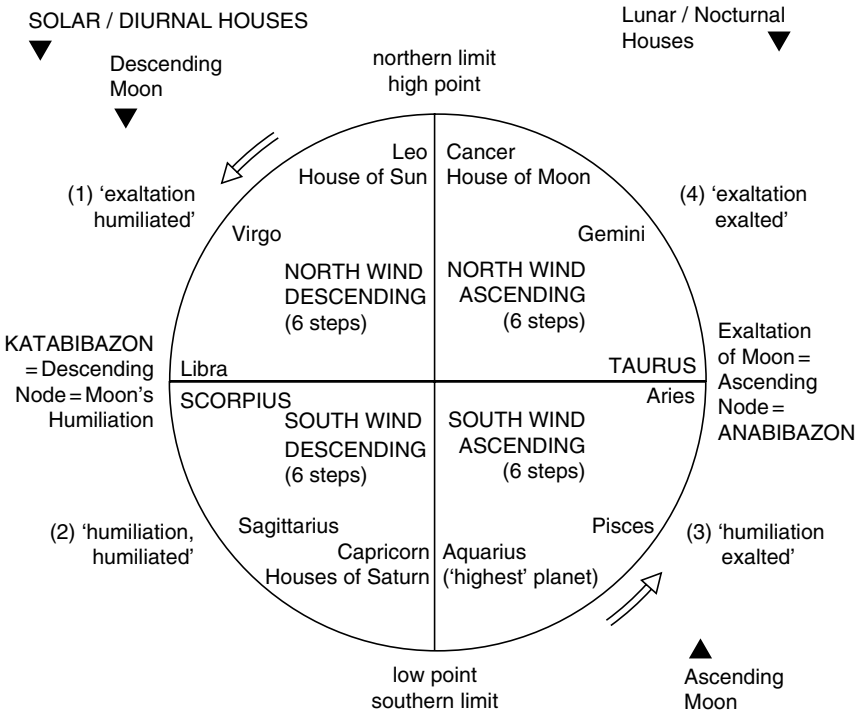 SOLAR / DIURNAL HOUSES
Descending
Moon
northern limit
high point
Lunar / Nocturnal
Houses
(1) ‘exaltation
humiliated’
Leo
House of Sun
Cancer
House of Moon
(4) ‘exaltation
exalted’
Virgo
Gemini
NORTH WIND
DESCENDING
(6 steps)
NORTH WIND
ASCENDING
(6 steps)
KATABIBAZON
= Descending
Node = Moon’s
Humiliation
Libra
TAURUS
Exaltation
of Moon =
Ascending
Node =
ANABIBAZON
SCORPIUS
Aries
SOUTH WIND
DESCENDING
(6 steps)
SOUTH WIND
ASCENDING
(6 steps)
(2) ‘humiliation,
humiliated’
Sagittarius
Capricorn
Houses of Saturn
Aquarius
(‘highest’ planet)
Pisces
(3) ‘humiliation
exalted’
low point
southern limit
Ascending
Moon